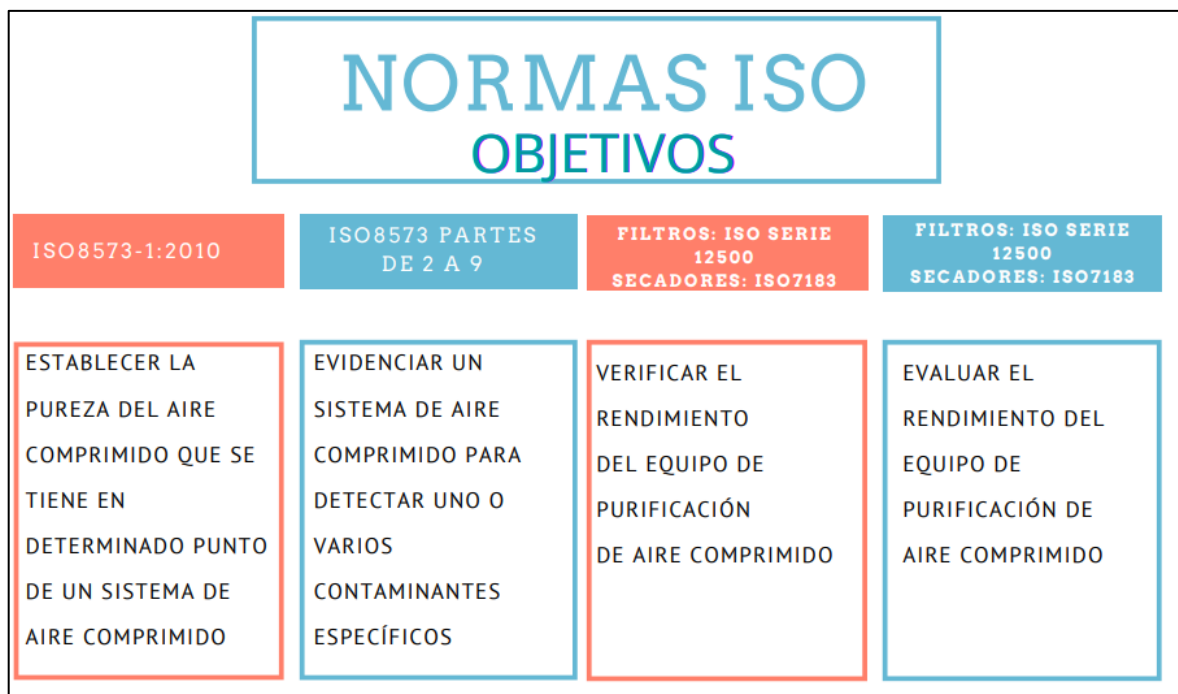 NORMAS ISO
OBJETIVOS
ISO8573-1:2010
ISO8573 PARTES
DE 2 A 9
FILTROS: ISO SERIE
12500
SECADORES: ISO7183
FILTROS: ISO SERIE
12500
SECADORES: ISO7183
ESTABLECER LA
PUREZA DEL AIRE
COMPRIMIDO QUE SE
TIENE EN
DETERMINADO PUNTO
DE UN SISTEMA DE
AIRE COMPRIMIDO
EVIDENCIAR UN
SISTEMA DE AIRE
COMPRIMIDO PARA
DETECTAR UNO O
VARIOS
CONTAMINANTES
ESPECÍFICOS
VERIFICAR EL
RENDIMIENTO
DEL EQUIPO DE
PURIFICACIÓN
DE AIRE COMPRIMIDO
EVALUAR EL
RENDIMIENTO DEL
EQUIPO DE
PURIFICACIÓN DE
AIRE COMPRIMIDO